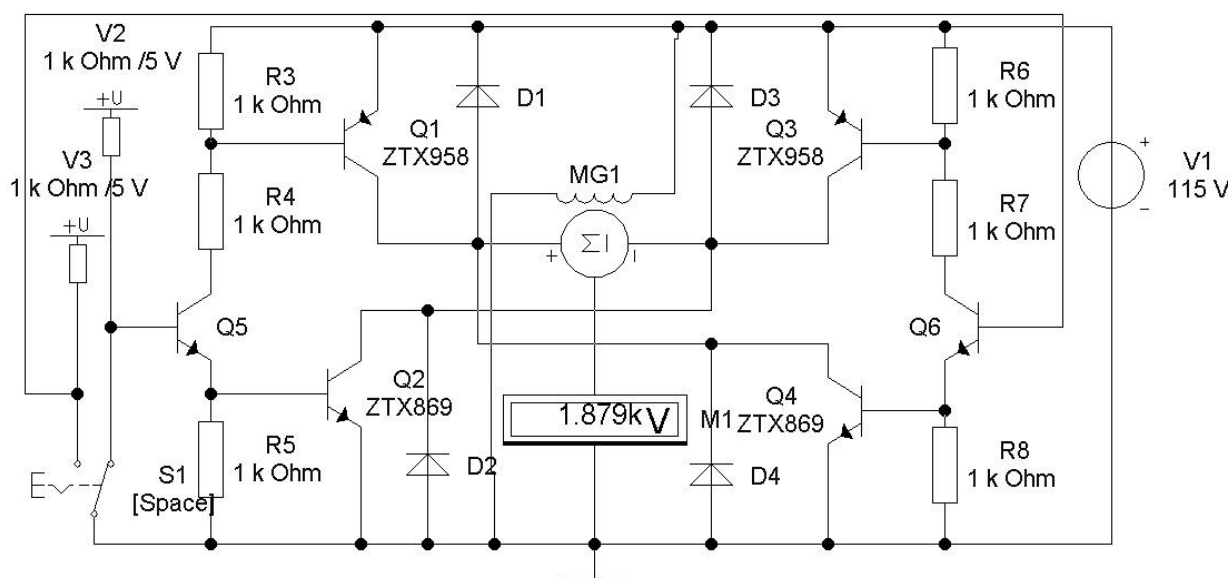 V2
1 k Ohm /5 V
+U
V3
1 k Ohm /5 V
+U
R3
1 k Ohm
R4
1 k Ohm
Q1
ZTX958
D1
D3
Q3
ZTX958
R6
1 k Ohm
R7
1 k Ohm
V1
115 V
+
-
MG1
ΣI
+
-
Q5
Q6
Q2
ZTX869
1.879k V
M1
Q4
ZTX869
R5
1 k Ohm
D2
D4
R8
1 k Ohm
S1
[Space]